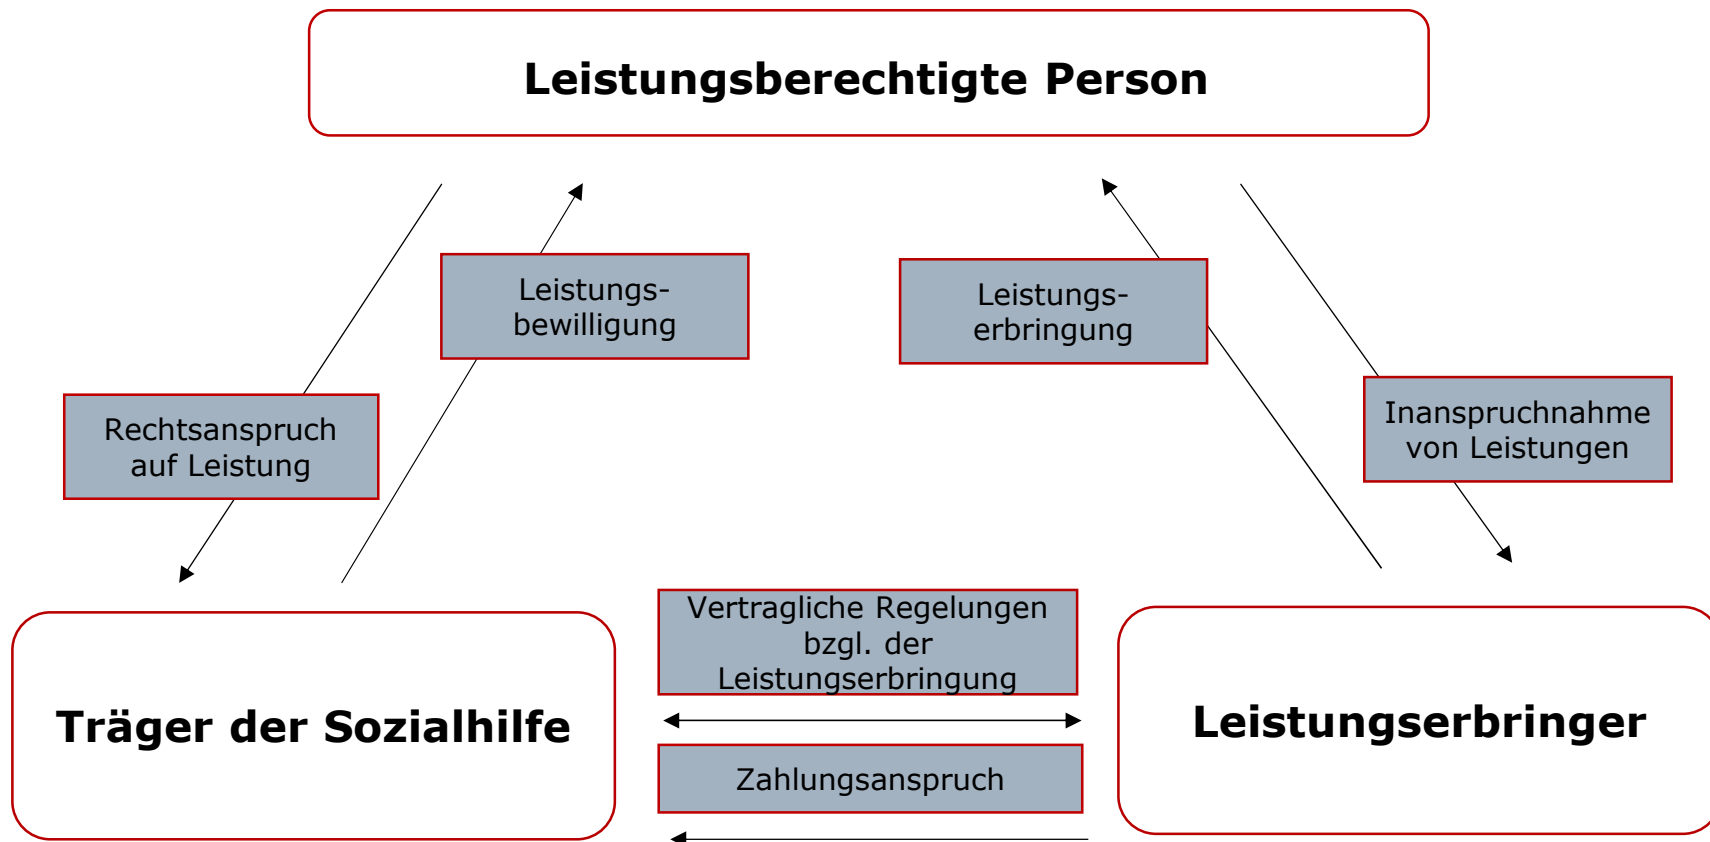 Leistungsberechtigte Person
Leistungs-
bewilligung
Leistungs-
erbringung
Rechtsanspruch
auf Leistung
Inanspruchnahme
von Leistungen
Vertragliche Regelungen
bzgl. der
Leistungserbringung
Träger der Sozialhilfe
Leistungserbringer
Zahlungsanspruch